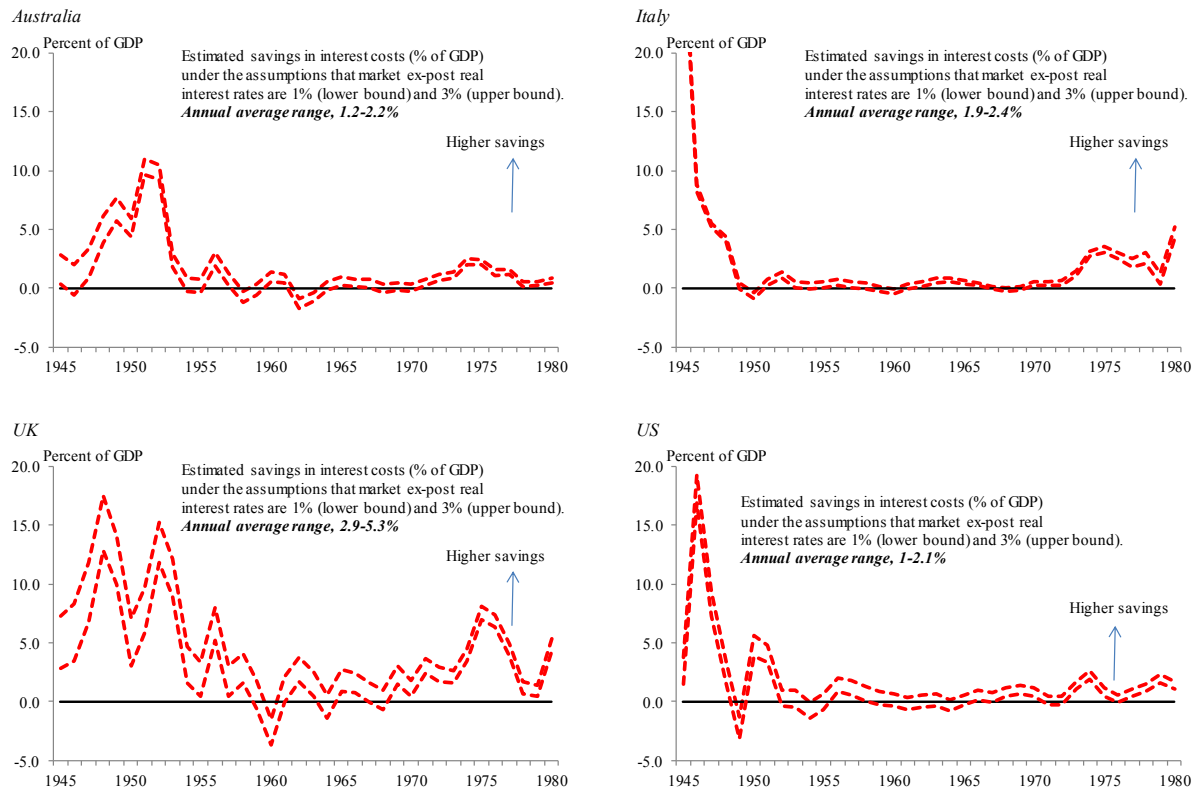 Australia
Percent of GDP
Estimated savings in interest costs (% of GDP)
under the assumptions that market ex-post real
interest rates are 1% (lower bound) and 3% (upper bound).
Annual average range, 1.2-2.2%
Higher savings
20.0
15.0
10.0
5.0
0.0
-5.0
1945 1950 1955 1960 1965 1970 1975 1980
Italy
Percent of GDP
Estimated savings in interest costs (% of GDP)
under the assumptions that market ex-post real
interest rates are 1% (lower bound) and 3% (upper bound).
Annual average range, 1.9-2.4%
Higher savings
20.0
15.0
10.0
5.0
0.0
-5.0
1945 1950 1955 1960 1965 1970 1975 1980
UK
Percent of GDP
Estimated savings in interest costs (% of GDP)
under the assumptions that market ex-post real
interest rates are 1% (lower bound) and 3% (upper bound).
Annual average range, 2.9-5.3%
Higher savings
20.0
15.0
10.0
5.0
0.0
-5.0
1945 1950 1955 1960 1965 1970 1975 1980
US
Percent of GDP
Estimated savings in interest costs (% of GDP)
under the assumptions that market ex-post real
interest rates are 1% (lower bound) and 3% (upper bound).
Annual average range, 1-2.1%
Higher savings
20.0
15.0
10.0
5.0
0.0
-5.0
1945 1950 1955 1960 1965 1970 1975 1980